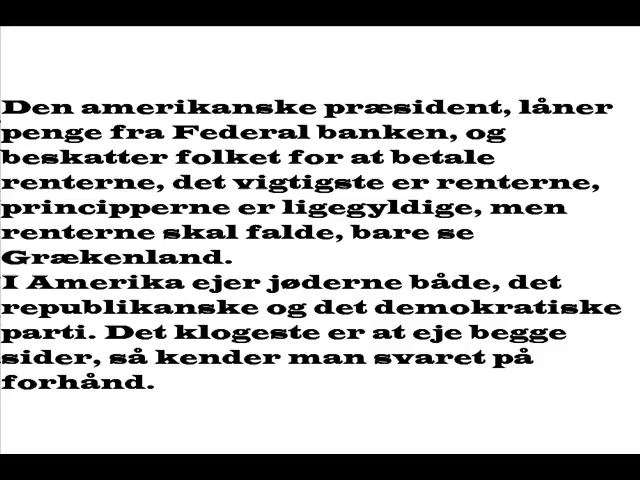 Den amerikanske præsident, låner
penge fra Federal banken, og
beskatter folket for at betale
renterne, det vigtigste er renterne,
principperne er ligegyldige, men
renterne skal falde, bare se
Grækenland.
I Amerika ejer jøderne både, det
republikanske og det demokratiske
parti. Det klogeste er at eje begge
sider, så kender man svaret på
forhånd.